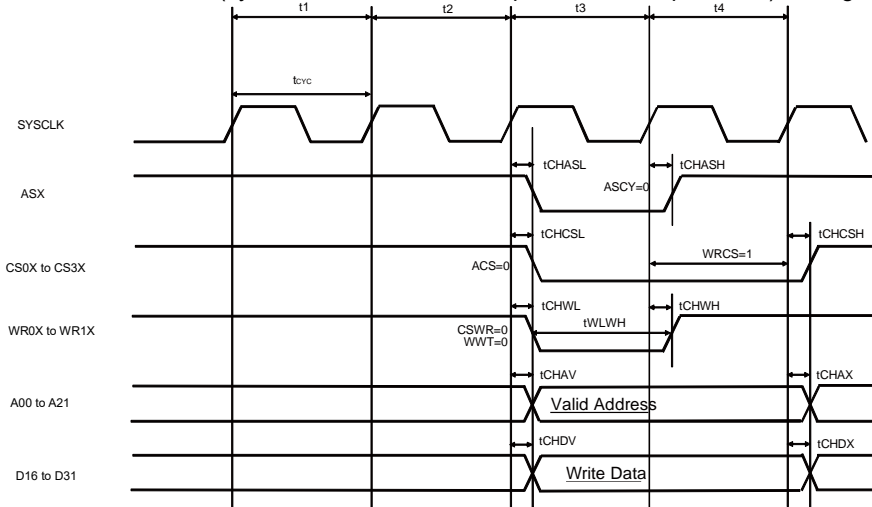 t1 t2 t3 t4
tCYC
SYSCLK
tCHASL tCHASH
ASCY=0
ASX
tCHCSL tCHCSH
WRCS=1
ACS=0
CS0X to CS3X
tCHWL tCHWH
tWLWH
CSWR=0
WWT=0
WR0X to WR1X
tCHAV tCHAX
A00 to A21 Valid Address
tCHDV tCHDX
D16 to D31 Write Data